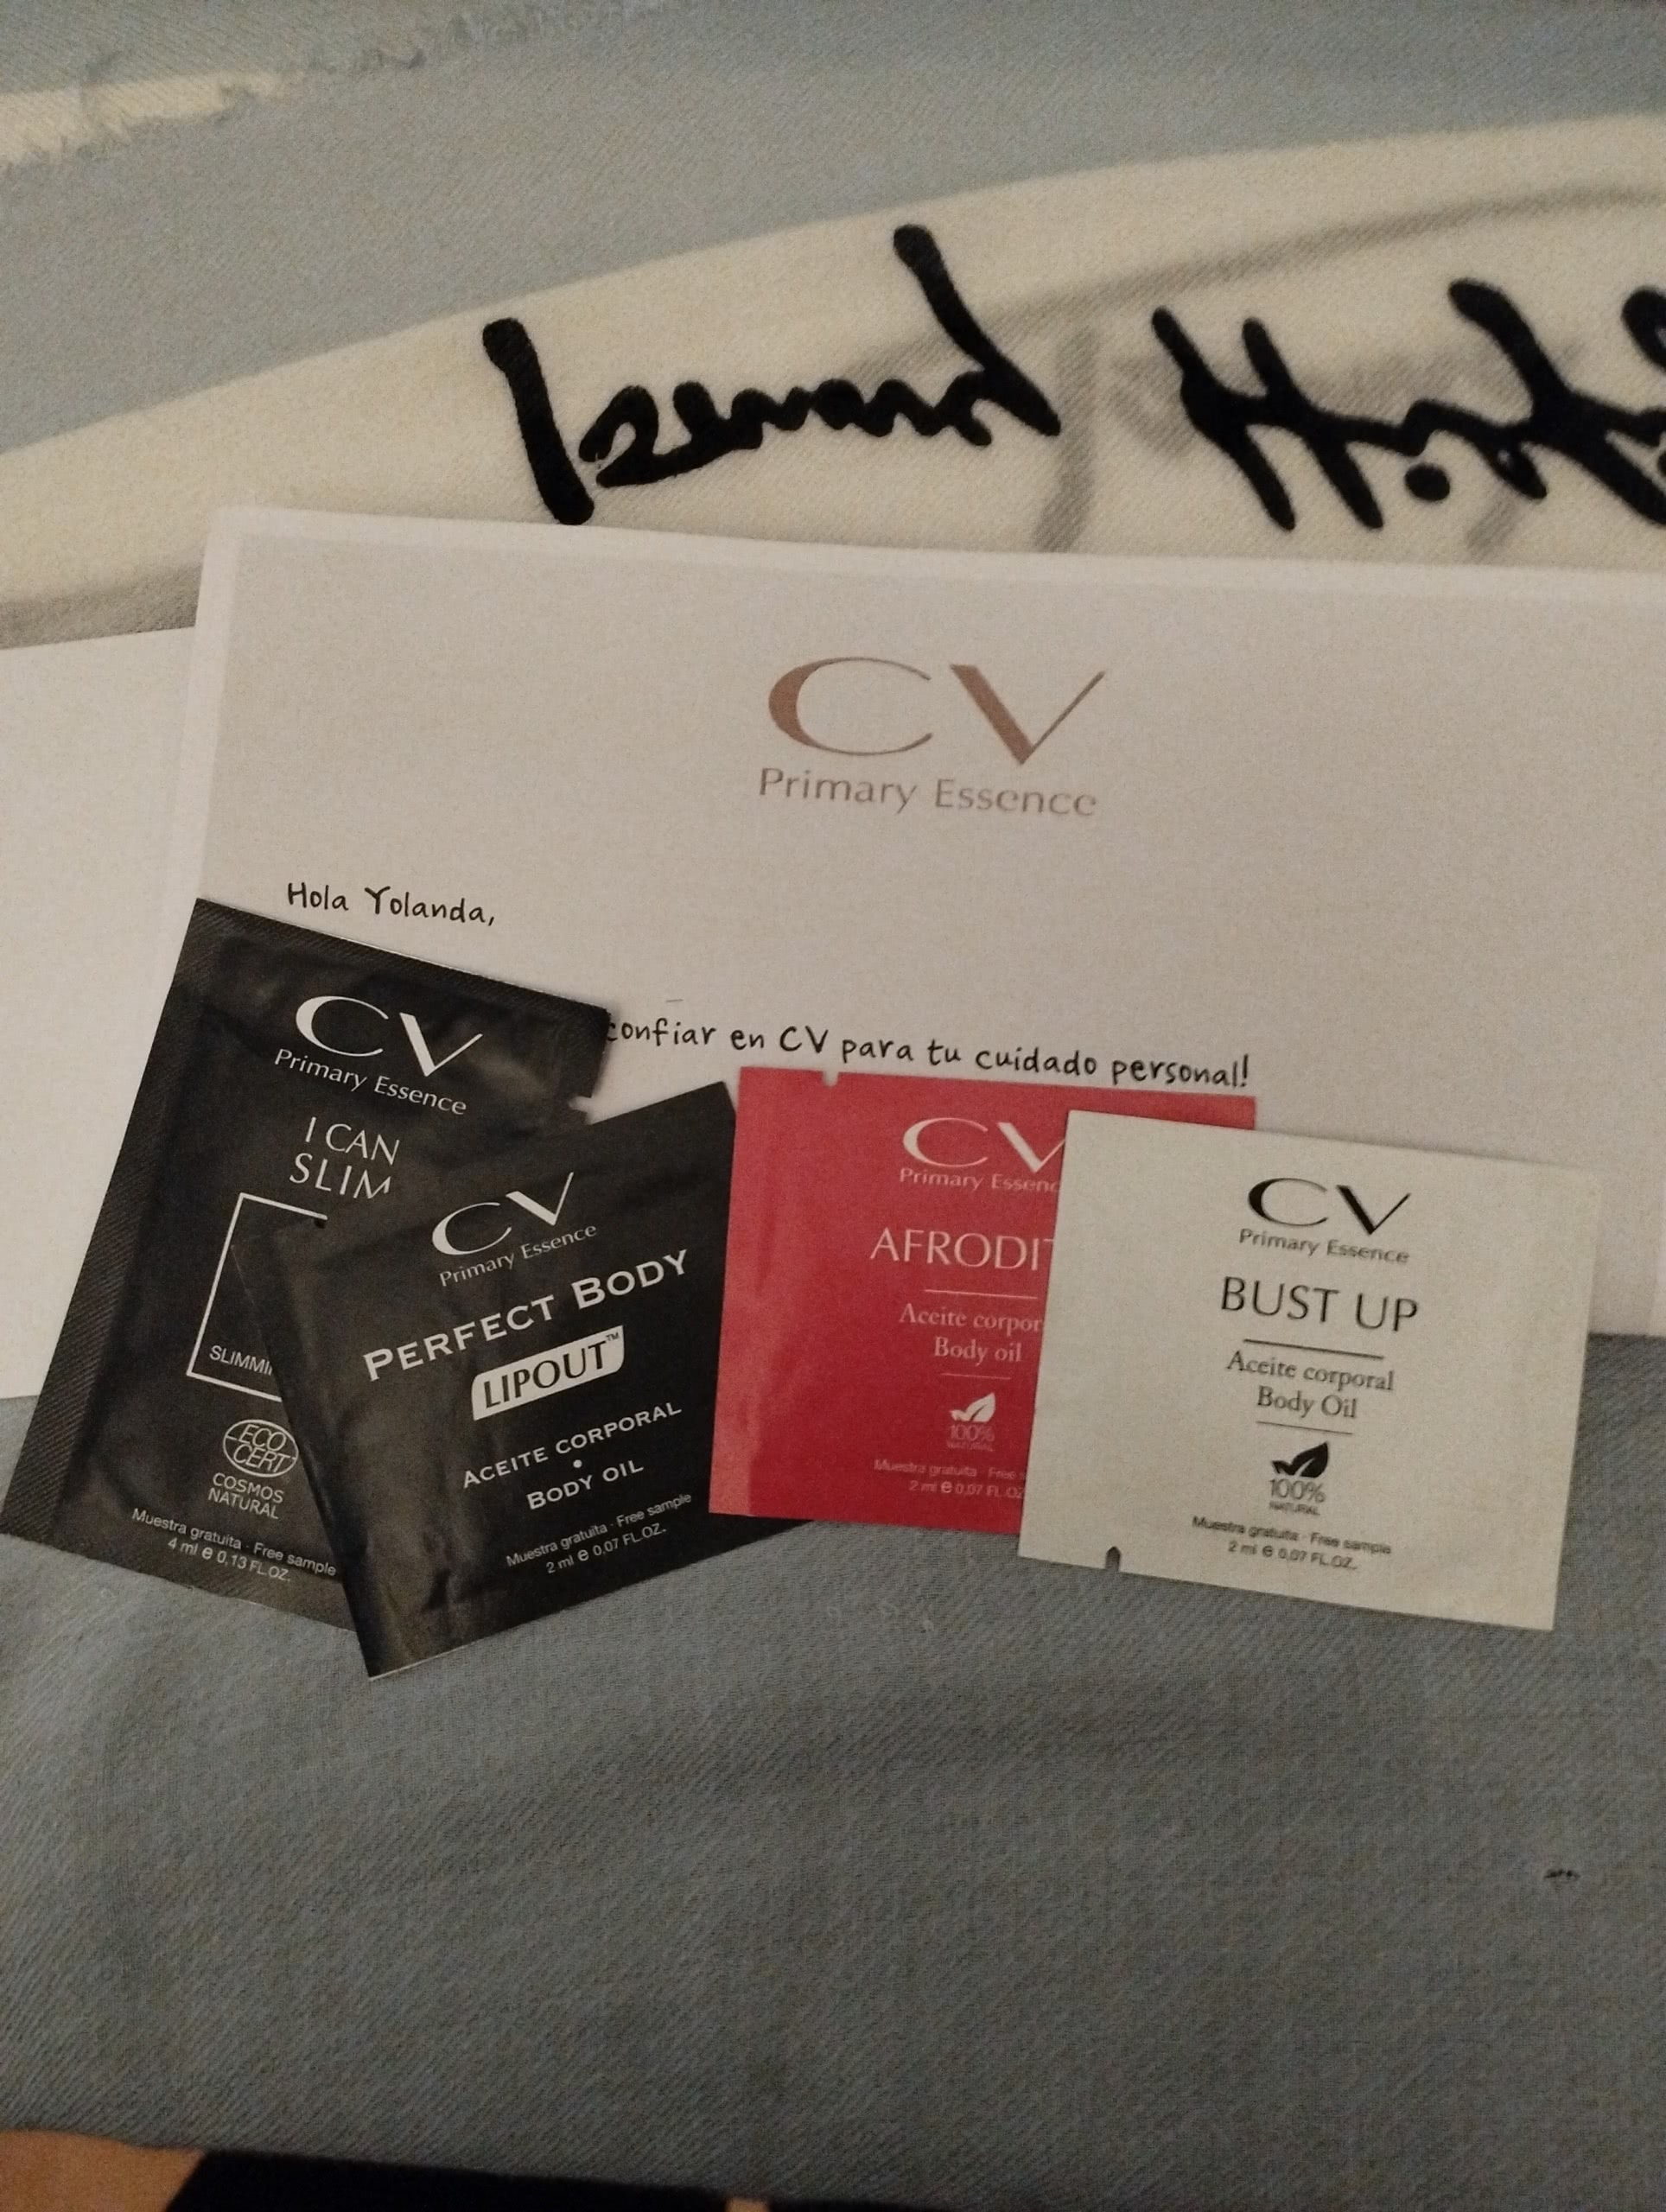 CV
Primary Essence
Hola Yolanda,
confiar en CV para tu cuidado personal!
CV
Primary Essence
I CAN
SLIM
ECO
CERT
COSMOS
NATURAL
Muestra gratuita · Free sample
4 ml e 0,13 FL.OZ.
CV
Primary Essence
PERFECT BODY
LIPOUT™
ACEITE CORPORAL
•
BODY OIL
Muestra gratuita · Free sample
2 ml e 0,07 FL.OZ.
CV
Primary
Body oil
100%
NATURAL
Muestra gratuita · Free
2 ml e 0,07 FL.OZ
CV
Primary Essence
BUST UP
Aceite corporal
Body Oil
100%
NATURAL
Muestra gratuita · Free sample
2 ml e 0,07 FL.OZ.